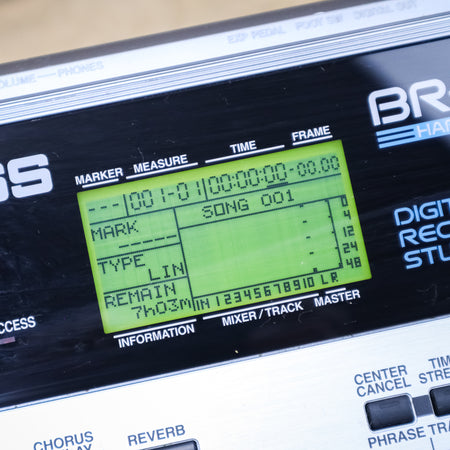 EXP PEDAL FOOT SW DIGITAL OUT
VOLUME PHONES
BR-
SS
HAR
MARKER MEASURE TIME FRAME
--- 001-01 00:00:00-00.00
SONG 001
MARK
-----
TYPE
LIN
REMAIN
7h03m
0
4
12
24
48
IN 1 2 3 4 5 6 7 8 9 10 L R
INFORMATION MIXER/TRACK MASTER
DIGIT
REC
STU
CCESS
CENTER
CANCEL
TIM
STRE
PHRASE TRA
CHORUS
LAY
REVERB